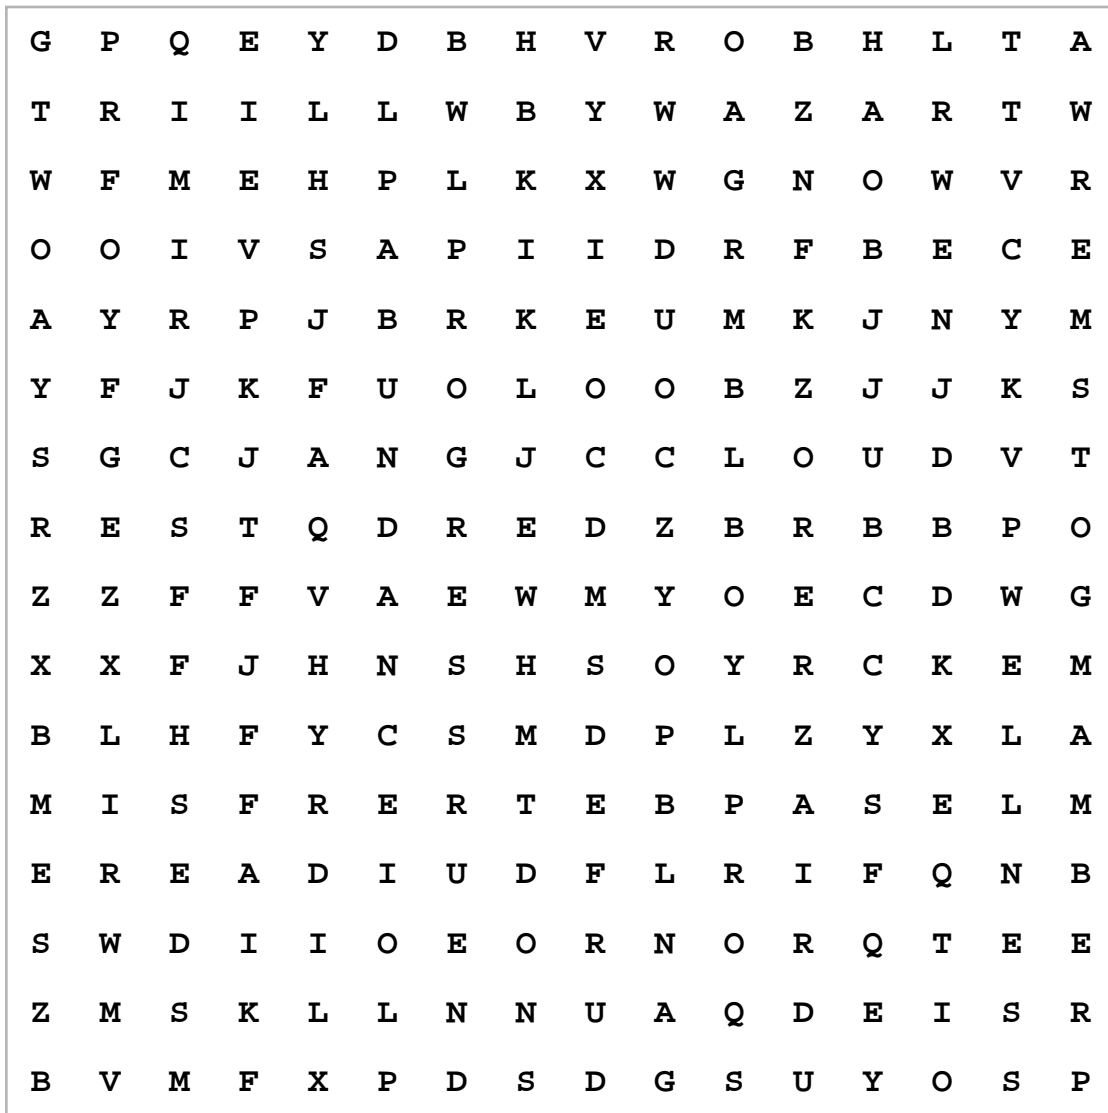 G P Q E Y D B H V R O B H L T A
T R I I L L W B Y W A Z A R T W
W F M E H P L K X W G N O W V R
O O I V S A P I I D R F B E C E
A Y R P J B R K E U M K J N Y M
Y F J K F U O L O O B Z J J K S
S G C J A N G J C C L O U D V T
R E S T Q D R E D Z B R B B P O
Z Z F F V A E W M Y O E C D W G
X X F J H N S H S O Y R C K E M
B L H F Y C S M D P L Z Y X L A
M I S F R E R T E B P A S E L M
E R E A D I U D F L R I F Q N B
S W D I I O E O R N O R Q T E E
Z M S K L L N N U A Q D E I S R
B V M F X P D S D G S U Y O S P